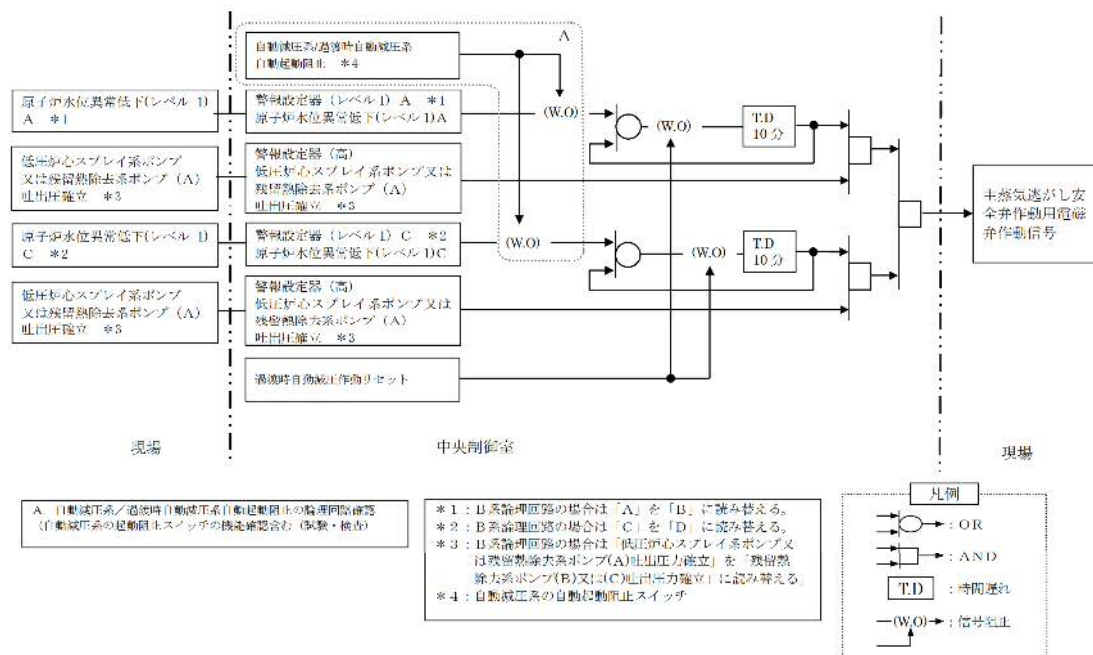 A
自動減圧系/過渡時自動減圧系
自動起動阻止　＊4
原子炉水位異常低下(レベル 1)
A　＊1
警報設定器 (レベル1) A　＊1
原子炉水位異常低下(レベル1)A
(W.O)
(W.O)
T.D
10分
低圧炉心スプレイ系ポンプ
又は残留熱除去系ポンプ (A)
吐出圧確立　＊3
警報設定器 (高)
低圧炉心スプレイ系ポンプ又は
残留熱除去系ポンプ (A)
吐出圧確立　＊3
主蒸気逃がし安
全弁作動用電磁
弁作動信号
原子炉水位異常低下(レベル1)
C　＊2
警報設定器 (レベル1) C　＊2
原子炉水位異常低下(レベル1)C
(W.O)
(W.O)
T.D
10分
低圧炉心スプレイ系ポンプ
又は残留熱除去系ポンプ (A)
吐出圧確立　＊3
警報設定器 (高)
低圧炉心スプレイ系ポンプ又は
残留熱除去系ポンプ (A)
吐出圧確立　＊3
過渡時自動減圧作動リセット
現場
中央制御室
現場
A　自動減圧系／過渡時自動減圧系自動起動阻止の論理回路確認
(自動減圧系の起動阻止スイッチの機能確認含む (試験・検査)
＊1：B系論理回路の場合は「A」を「B」に読み替える。
＊2：B系論理回路の場合は「C」を「D」に読み替える。
＊3：B系論理回路の場合は「低圧炉心スプレイ系ポンプ又
は残留熱除去系ポンプ(A)吐出圧力確立」を「残留熱
除去系ポンプ(B)又は(C)吐出圧力確立」に読み替える。
＊4：自動減圧系の自動起動阻止スイッチ
凡例
：OR
：AND
T.D ：時間遅れ
(W.O) ：信号阻止